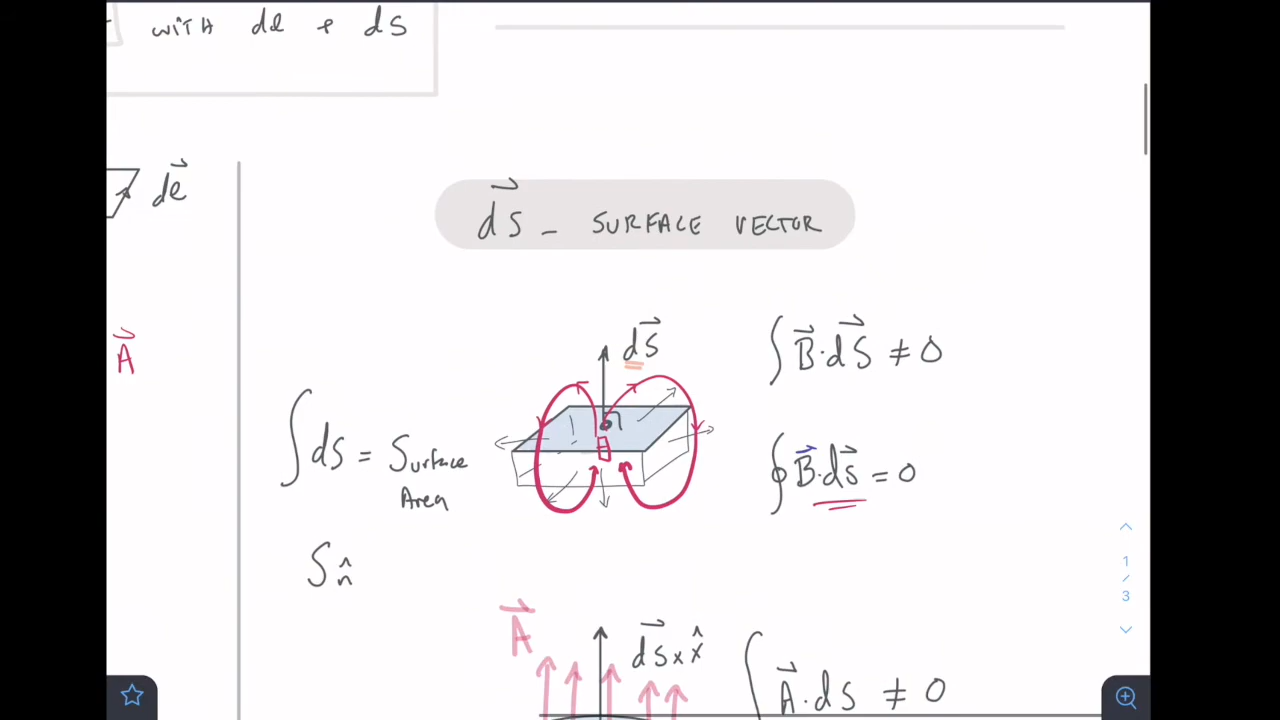 WITH dl + dS
dl⃗
A⃗
dS⃗ - SURFACE VECTOR
dS⃗
∫ B⃗·dS⃗ ≠ 0
∫ dS = Surface
Area
∮ B⃗·ds⃗ = 0
S n̂
A⃗
dS⃗ x x̂
∫ A⃗·dS ≠ 0
1
/
3